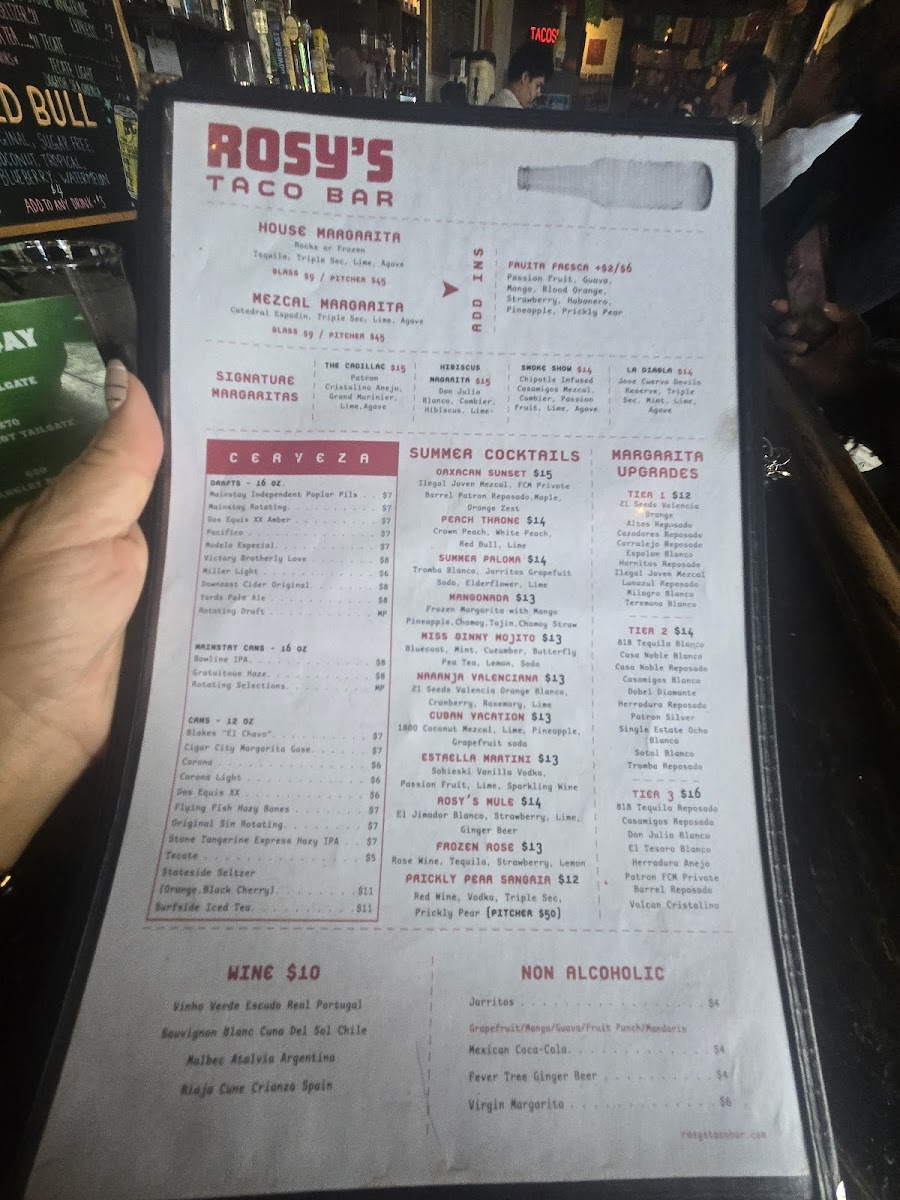 TECATE
TECATE LIGHT
RED BULL
ORIGINAL, SUGAR FREE
COCONUT, TROPICAL,
BLUEBERRY, WATERMELON
ADD TO ANY DRINK
TACOS
TAILGATE
TAILGATE
ROSY'S
TACO BAR
HOUSE MARGARITA
Rocks or Frozen
Tequila, Triple Sec, Lime, Agave
GLASS $9 / PITCHER $45
MEZCAL MARGARITA
Catedral Espadin, Triple Sec, Lime, Agave
GLASS $9 / PITCHER $45
ADD INS
FRUITA FRESCA +$2/$6
Passion Fruit, Guava,
Mango, Blood Orange,
Strawberry, Habanero,
Pineapple, Prickly Pear
SIGNATURE
MARGARITAS
THE CADILLAC $15
Patron
Cristalino Anejo,
Grand Marinier,
Lime,Agave
HIBISCUS
MAGARITA $15
Don Julio
Blanco, Combier,
Hibiscus, Lime-
SMOKE SHOW $14
Chipotle Infused
Casamigos Mezcal,
Combier, Passion
Fruit, Lime, Agave
LA DIABLA $14
Jose Cuervo Devils
Reserve, Triple
Sec, Mint, Lime,
Agave
CERVEZA
DRAFTS - 16 OZ.
Mainstay Independent Poplar Pils . . $7
Mainstay Rotating. . . . . . . . $7
Dos Equis XX Amber . . . . . . . $7
Pacifico . . . . . . . . . . . $7
Modelo Especial. . . . . . . . . $7
Victory Brotherly Love . . . . . . $8
Miller Light . . . . . . . . . . $6
Downeast Cider Original. . . . . . $8
Yards Pale Ale . . . . . . . . . $8
Rotating Draft . . . . . . . . . MP
MAINSTAY CANS - 16 OZ
Bowline IPA. . . . . . . . . . $8
Gratuitous Haze. . . . . . . . . $8
Rotating Selections. . . . . . . . MP
CANS - 12 OZ
Blakes "El Chavo". . . . . . . . $7
Cigar City Margarita Gose. . . . . $7
Corona . . . . . . . . . . . . $6
Corona Light . . . . . . . . . . $6
Dos Equis XX . . . . . . . . . . $6
Flying Fish Hazy Bones . . . . . . $7
Original Sin Rotating. . . . . . . $7
Stone Tangerine Express Hazy IPA . . $7
Tecate . . . . . . . . . . . . $5
Stateside Seltzer
(Orange,Black Cherry). . . . . . . $11
Surfside Iced Tea. . . . . . . . . $11
SUMMER COCKTAILS
OAXACAN SUNSET $15
Ilegal Joven Mezcal, FCM Private
Barrel Patron Reposado,Maple,
Orange Zest
PEACH THRONE $14
Crown Peach, White Peach,
Red Bull, Lime
SUMMER PALOMA $14
Tromba Blanco, Jarritos Grapefuit
Soda, Elderflower, Lime
MANGONADA $13
Frozen Margarita with Mango
Pineapple,Chamoy,Tajin,Chamoy Straw
MISS GINNY MOJITO $13
Bluecoat, Mint, Cucumber, Butterfly
Pea Tea, Lemon, Soda
NARANJA VALENCIANA $13
21 Seeds Valencia Orange Blanco,
Cranberry, Rosemary, Lime
CUBAN VACATION $13
1800 Coconut Mezcal, Lime, Pineapple,
Grapefruit soda
ESTRELLA MARTINI $13
Sobieski Vanilla Vodka,
Passion Fruit, Lime, Sparkling Wine
ROSY'S MULE $14
El Jimador Blanco, Strawberry, Lime,
Ginger Beer
FROZEN ROSE $13
Rose Wine, Tequila, Strawberry, Lemon
PRICKLY PEAR SANGRIA $12
Red Wine, Vodka, Triple Sec,
Prickly Pear (PITCHER $50)
MARGARITA
UPGRADES
TIER 1 $12
21 Seeds Valencia
Orange
Altos Reposado
Cazadores Reposado
Corralejo Reposado
Espolon Blanco
Hornitos Reposado
Ilegal Joven Mezcal
Lunazul Reposado
Milagro Blanco
Teremana Blanco
TIER 2 $14
818 Tequila Blanco
Casa Noble Blanco
Casa Noble Reposado
Casamigos Blanco
Dobel Diamante
Herradura Reposado
Patron Silver
Single Estate Ocho
Blanco
Sotol Blanco
Tromba Reposado
TIER 3 $16
818 Tequila Reposado
Casamigos Reposado
Don Julio Blanco
El Tesoro Blanco
Herradura Anejo
Patron FCM Private
Barrel Reposado
Volcan Cristalino
WINE $10
Vinho Verde Escudo Real Portugal
Sauvignon Blanc Cuna Del Sol Chile
Malbec Atalvia Argentina
Rioja Cune Crianza Spain
NON ALCOHOLIC
Jarritos . . . . . . . . . . . $4
Grapefruit/Mango/Guava/Fruit Punch/Mandarin
Mexican Coca-Cola. . . . . . . . $4
Fever Tree Ginger Beer . . . . . . $4
Virgin Margarita . . . . . . . . $6
rosystacobar.com